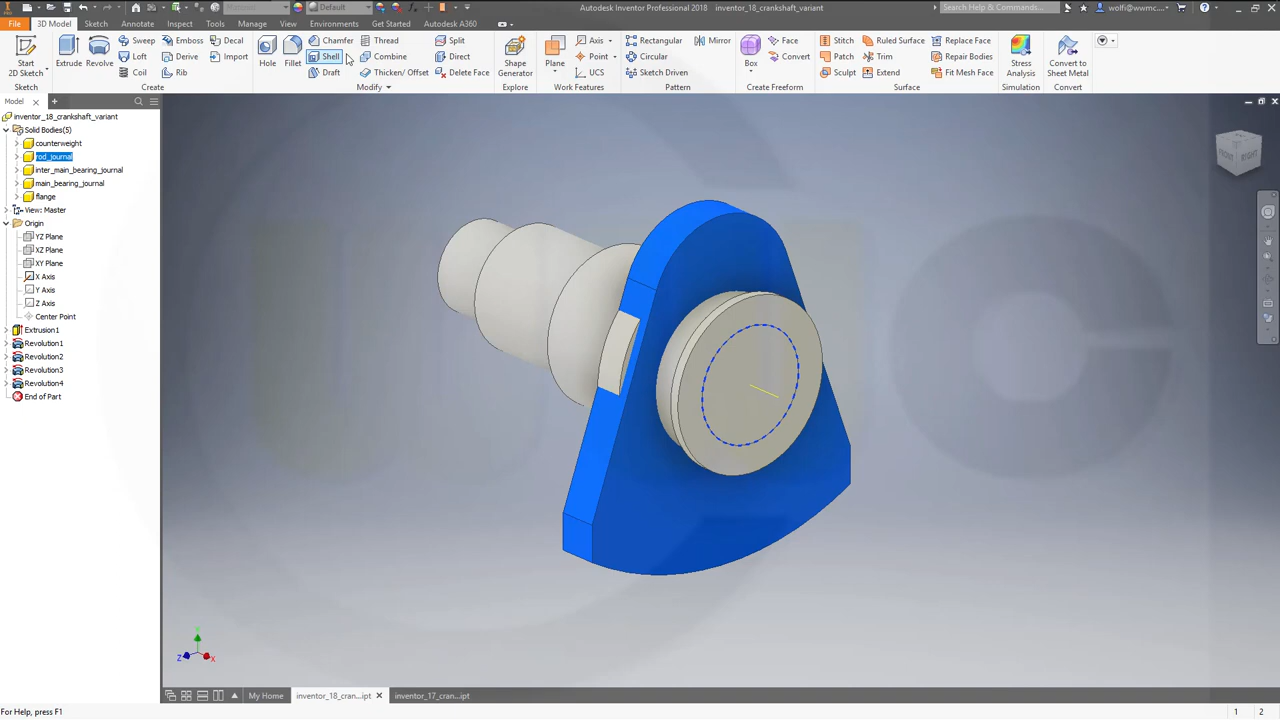 Material
Default
Autodesk Inventor Professional 2018   inventor_18_crankshaft_variant
Search Help & Commands...
wolfi@wwmc...
File 3D Model Sketch Annotate Inspect Tools Manage View Environments Get Started Autodesk A360
Start
2D Sketch
Extrude
Revolve
Sweep
Loft
Coil
Emboss
Derive
Rib
Decal
Import
Create
Hole
Fillet
Chamfer
Shell
Draft
Thread
Combine
Thicken/ Offset
Split
Direct
Delete Face
Modify
Shape
Generator
Explore
Plane
Axis
Point
UCS
Work Features
Rectangular
Circular
Sketch Driven
Mirror
Pattern
Box
Face
Convert
Create Freeform
Stitch
Patch
Sculpt
Ruled Surface
Trim
Extend
Replace Face
Repair Bodies
Fit Mesh Face
Surface
Stress
Analysis
Simulation
Convert to
Sheet Metal
Convert
Model
inventor_18_crankshaft_variant
Solid Bodies(5)
counterweight
rod_journal
inter_main_bearing_journal
main_bearing_journal
flange
View: Master
Origin
YZ Plane
XZ Plane
XY Plane
X Axis
Y Axis
Z Axis
Center Point
Extrusion1
Revolution1
Revolution2
Revolution3
Revolution4
End of Part
FRONT RIGHT
Y
Z X
My Home inventor_18_cran...ipt inventor_17_cran...ipt
For Help, press F1
1 2